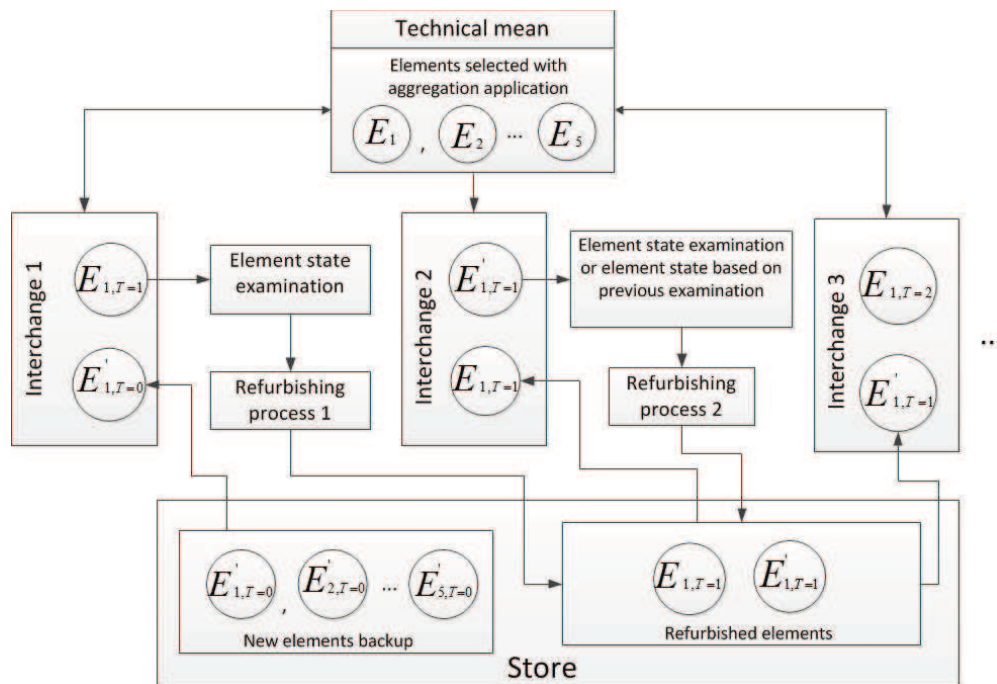 Technical mean
Elements selected with
aggregation application
E1 , E2 ... E5
Interchange 1
E1,T=1
E'1,T=0
Element state
examination
Refurbishing
process 1
Interchange 2
E'1,T=1
E1,T=1
Element state examination
or element state based on
previous examination
Refurbishing
process 2
Interchange 3
E1,T=2
E'1,T=1
..
E'1,T=0 , E'2,T=0 ... E'5,T=0
New elements backup
E1,T=1 E'1,T=1
Refurbished elements
Store